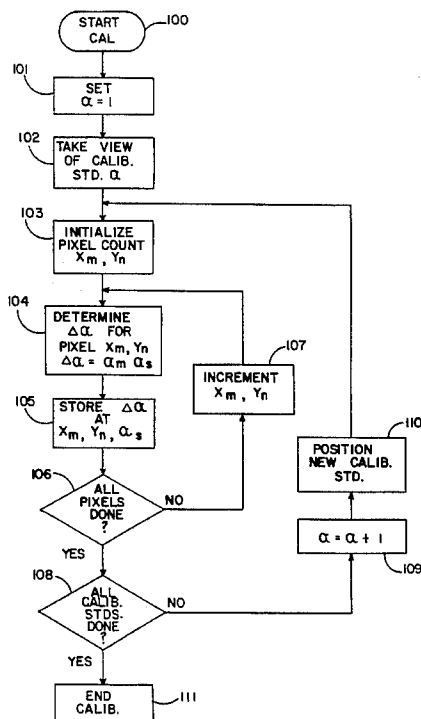 START
CAL
100
101
SET
α = 1
102
TAKE VIEW
OF CALIB.
STD. α
103
INITIALIZE
PIXEL COUNT
Xm , Yn
104
DETERMINE
Δα FOR
PIXEL Xm, Yn
Δα = αm αs
107
INCREMENT
Xm , Yn
105
STORE Δα
AT
Xm, Yn, αs
110
POSITION
NEW CALIB.
STD.
106
ALL
PIXELS
DONE
?
NO
YES
α = α + 1
109
108
ALL
CALIB.
STDS.
DONE
?
NO
YES
END
CALIB.
111